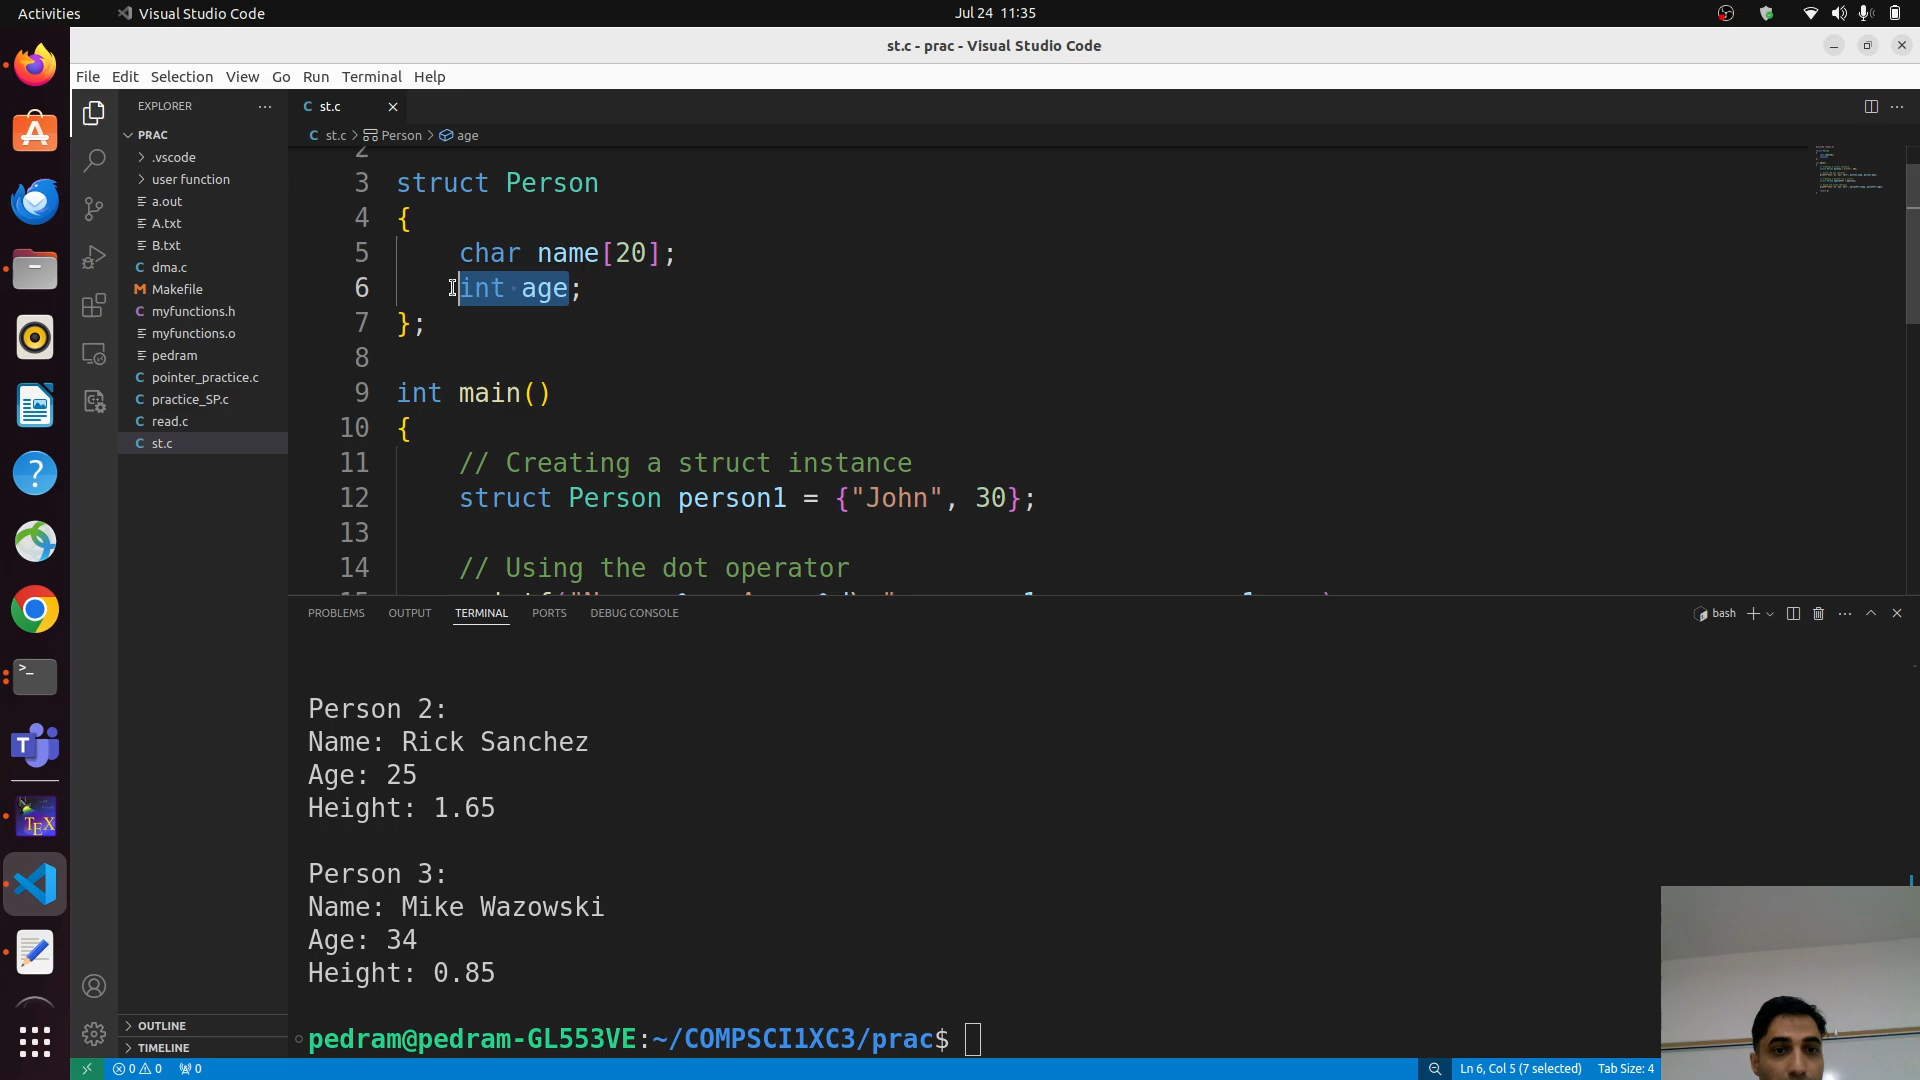 Activities
Visual Studio Code
Jul 24 11:35
st.c - prac - Visual Studio Code
File Edit Selection View Go Run Terminal Help
EXPLORER
PRAC
.vscode
user function
a.out
A.txt
B.txt
dma.c
M Makefile
C myfunctions.h
myfunctions.o
pedram
C pointer_practice.c
C practice_SP.c
C read.c
C st.c
OUTLINE
TIMELINE
C st.c
C st.c > Person > age
2
3 struct Person
4 {
5 char name[20];
6 int age;
7 };
8
9 int main()
10 {
11 // Creating a struct instance
12 struct Person person1 = {"John", 30};
13
14 // Using the dot operator
PROBLEMS OUTPUT TERMINAL PORTS DEBUG CONSOLE
bash
Person 2:
Name: Rick Sanchez
Age: 25
Height: 1.65
Person 3:
Name: Mike Wazowski
Age: 34
Height: 0.85
pedram@pedram-GL553VE:~/COMPSCI1XC3/prac$
0 0 0
Ln 6, Col 5 (7 selected) Tab Size: 4